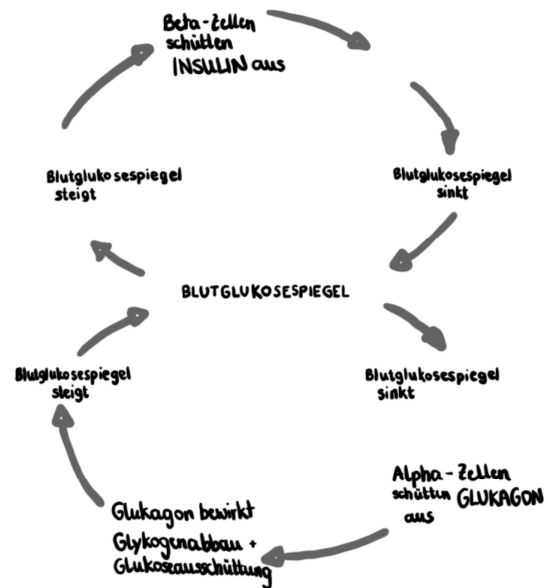 Beta-Zellen
schütten
INSULIN aus
Blutglukosespiegel
steigt
Blutglukosespiegel
sinkt
BLUTGLUKOSESPIEGEL
Blutglukosespiegel
steigt
Blutglukosespiegel
sinkt
Alpha-Zellen
schütten GLUKAGON
aus
Glukagon bewirkt
Glykogenabbau +
Glukoseausschüttung